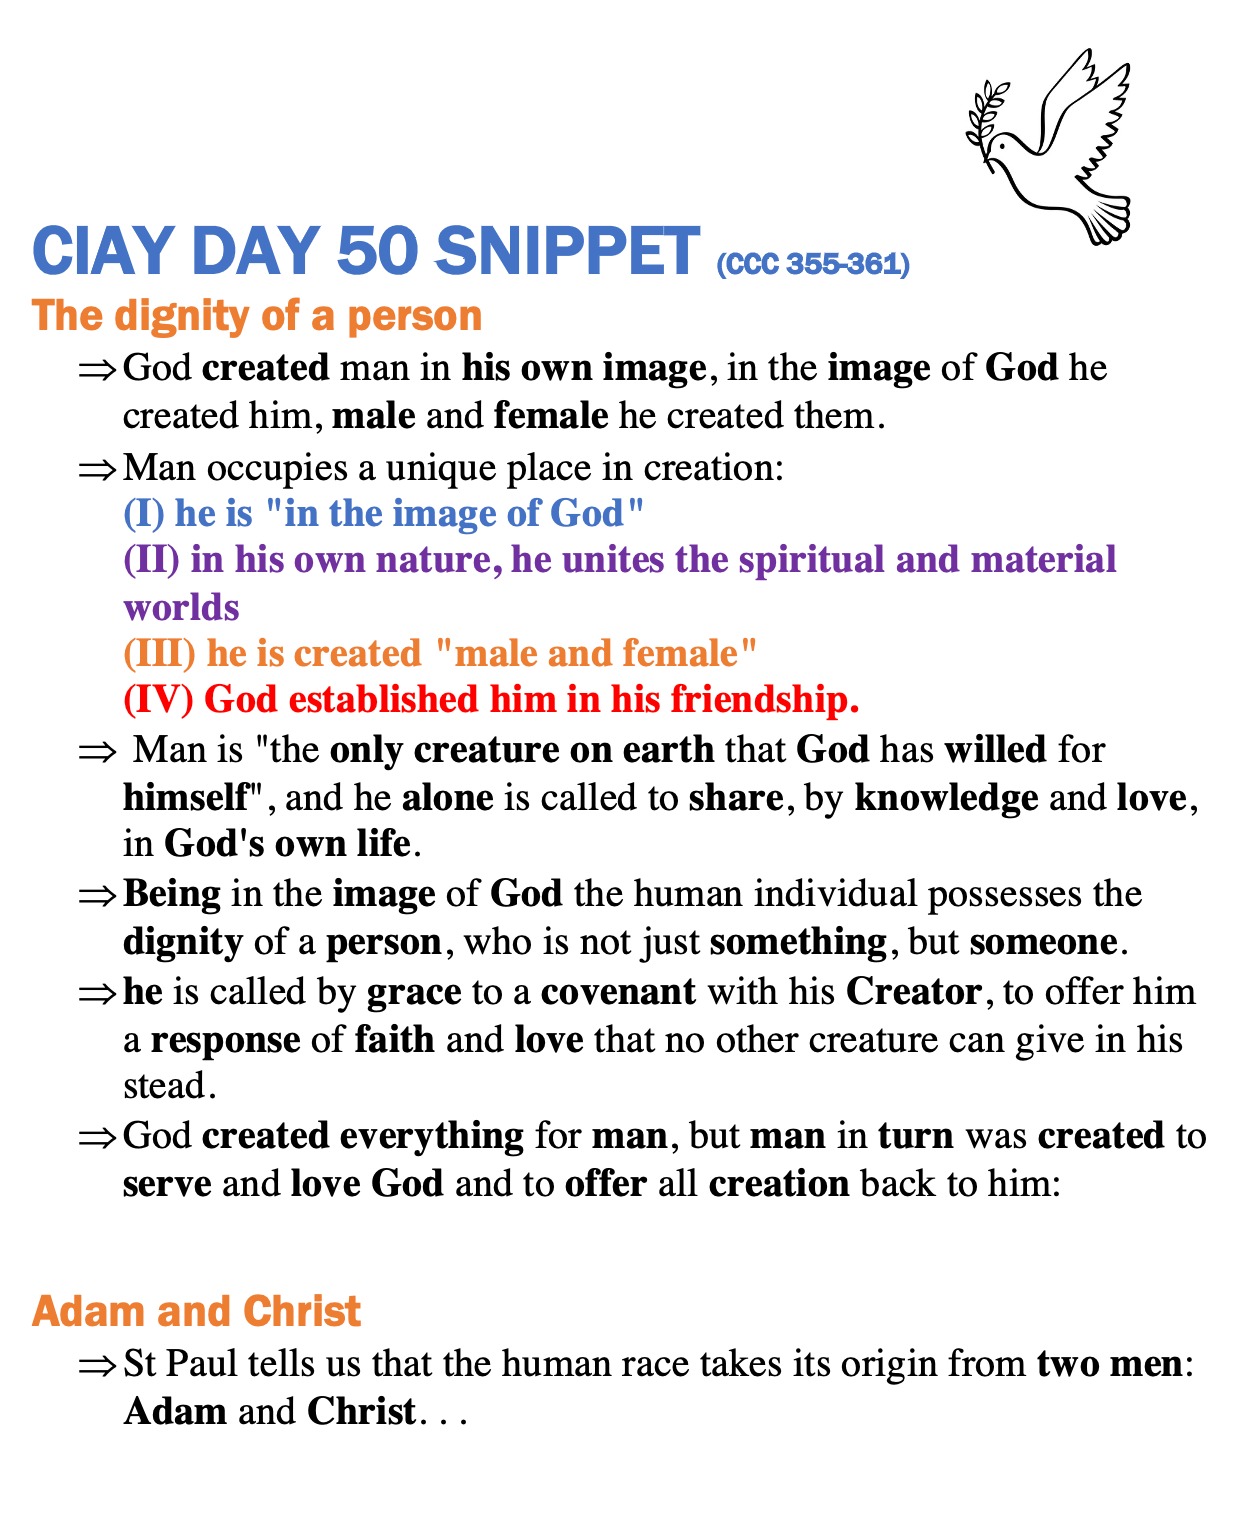 CIAY DAY 50 SNIPPET (CCC 355-361)
The dignity of a person
⇒ God created man in his own image, in the image of God he
created him, male and female he created them.
⇒ Man occupies a unique place in creation:
(I) he is "in the image of God"
(II) in his own nature, he unites the spiritual and material
worlds
(III) he is created "male and female"
(IV) God established him in his friendship.
⇒ Man is "the only creature on earth that God has willed for
himself", and he alone is called to share, by knowledge and love,
in God's own life.
⇒ Being in the image of God the human individual possesses the
dignity of a person, who is not just something, but someone.
⇒ he is called by grace to a covenant with his Creator, to offer him
a response of faith and love that no other creature can give in his
stead.
⇒ God created everything for man, but man in turn was created to
serve and love God and to offer all creation back to him:
Adam and Christ
⇒ St Paul tells us that the human race takes its origin from two men:
Adam and Christ. . .